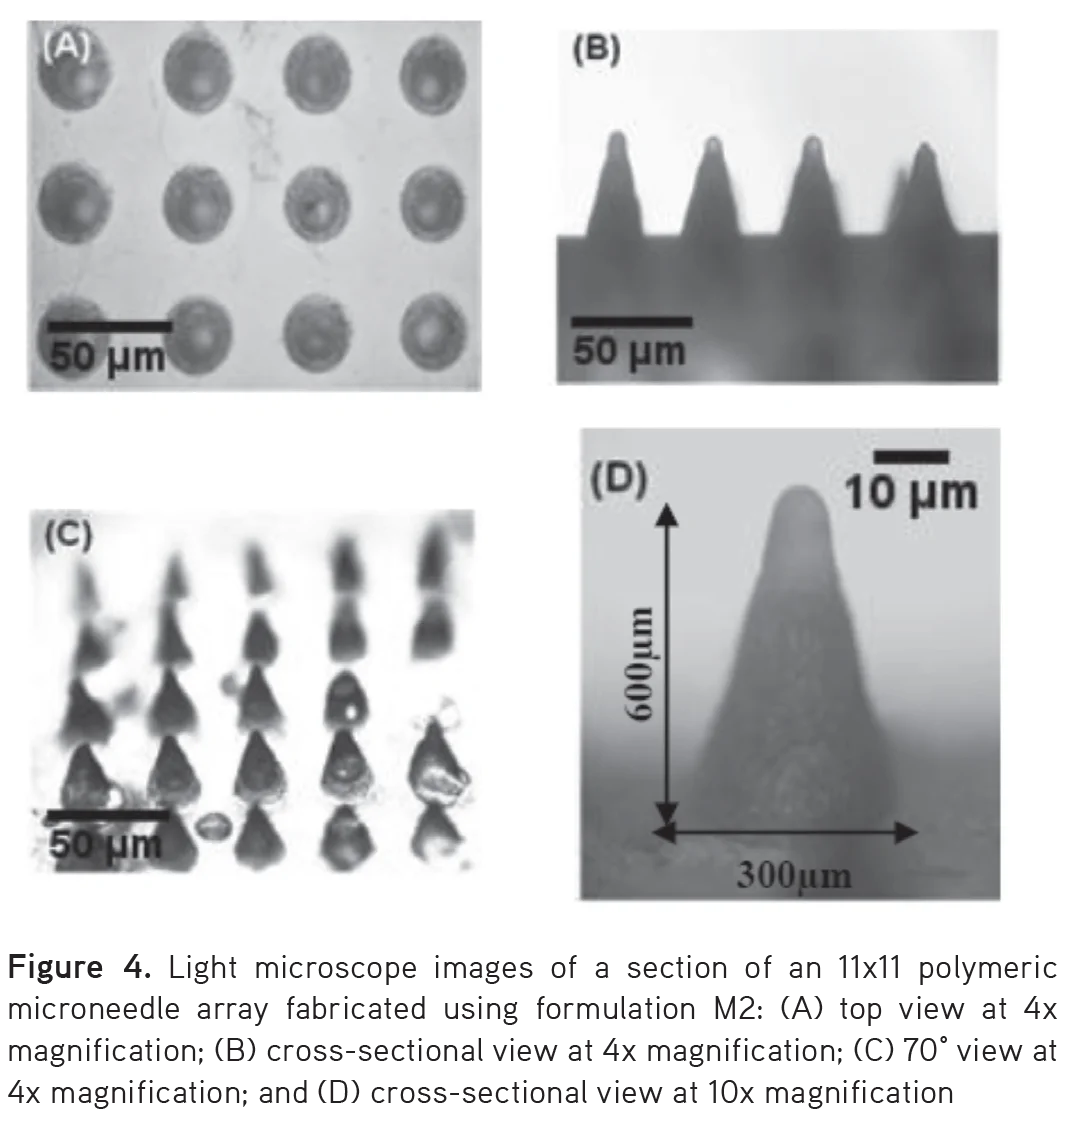 (A)
(B)
50 µm
50 µm
(C)
(D)
10 µm
600µm
50 µm
300µm
Figure 4. Light microscope images of a section of an 11x11 polymeric
microneedle array fabricated using formulation M2: (A) top view at 4x
magnification; (B) cross-sectional view at 4x magnification; (C) 70° view at
4x magnification; and (D) cross-sectional view at 10x magnification